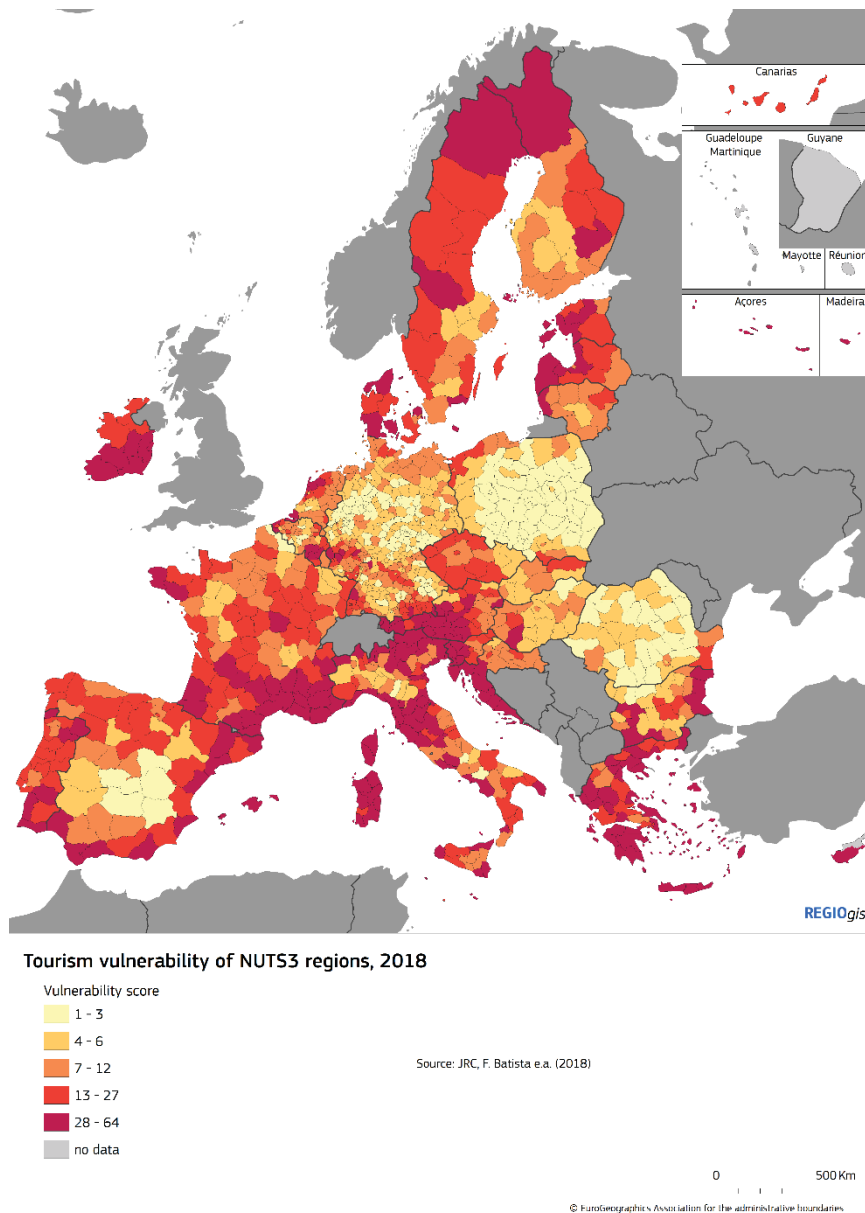 Canarias
Guadeloupe
Martinique
Guyane
Mayotte
Réunion
Açores
Madeira
REGIOgis
Tourism vulnerability of NUTS3 regions, 2018
Vulnerability score
1 - 3
4 - 6
7 - 12
13 - 27
28 - 64
no data
Source: JRC, F. Batista e.a. (2018)
0 500 Km
© EuroGeographics Association for the administrative boundaries